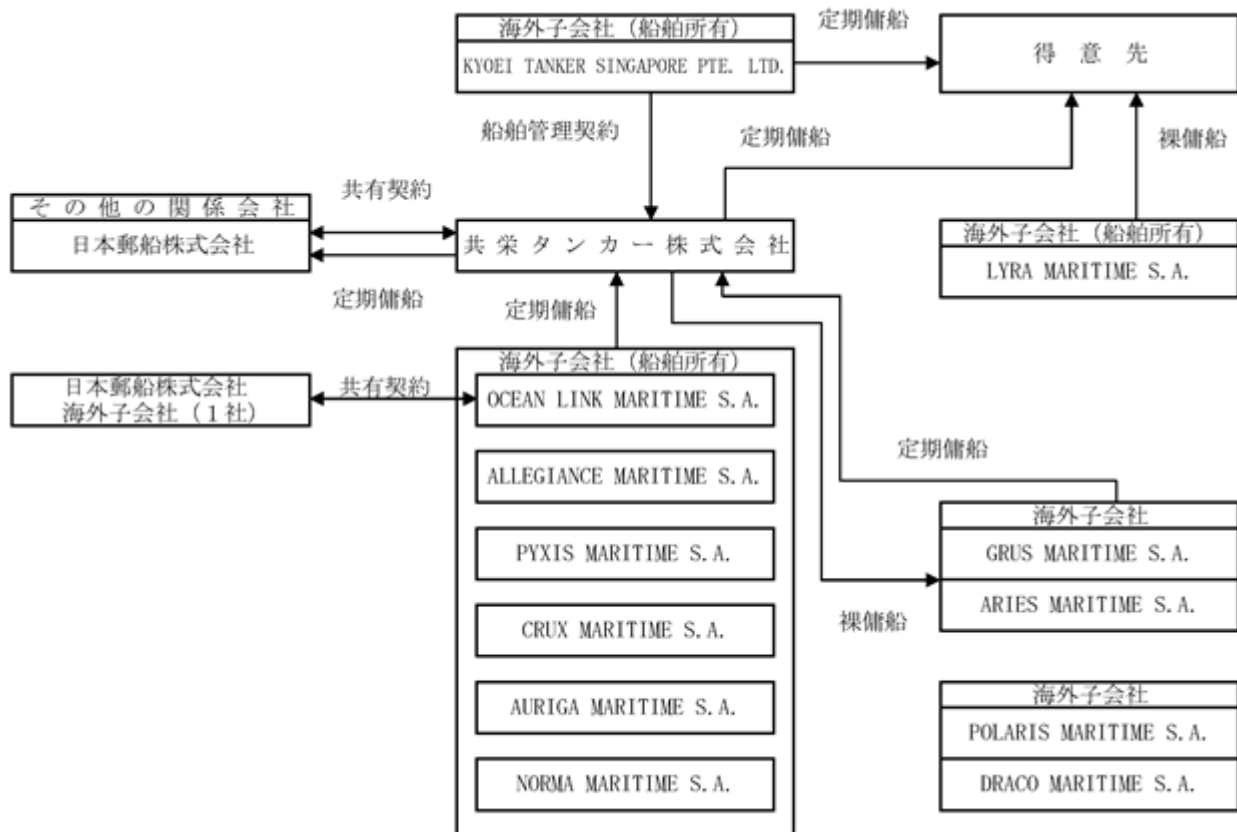 海外子会社（船舶所有）
KYOEI TANKER SINGAPORE PTE. LTD.
定期傭船
得意先
船舶管理契約
定期傭船
裸傭船
その他の関係会社
日本郵船株式会社
共有契約
共栄タンカー株式会社
海外子会社（船舶所有）
LYRA MARITIME S.A.
定期傭船
定期傭船
日本郵船株式会社
海外子会社（１社）
共有契約
海外子会社（船舶所有）
OCEAN LINK MARITIME S.A.
ALLEGIANCE MARITIME S.A.
PYXIS MARITIME S.A.
CRUX MARITIME S.A.
AURIGA MARITIME S.A.
NORMA MARITIME S.A.
定期傭船
海外子会社
GRUS MARITIME S.A.
ARIES MARITIME S.A.
裸傭船
海外子会社
POLARIS MARITIME S.A.
DRACO MARITIME S.A.